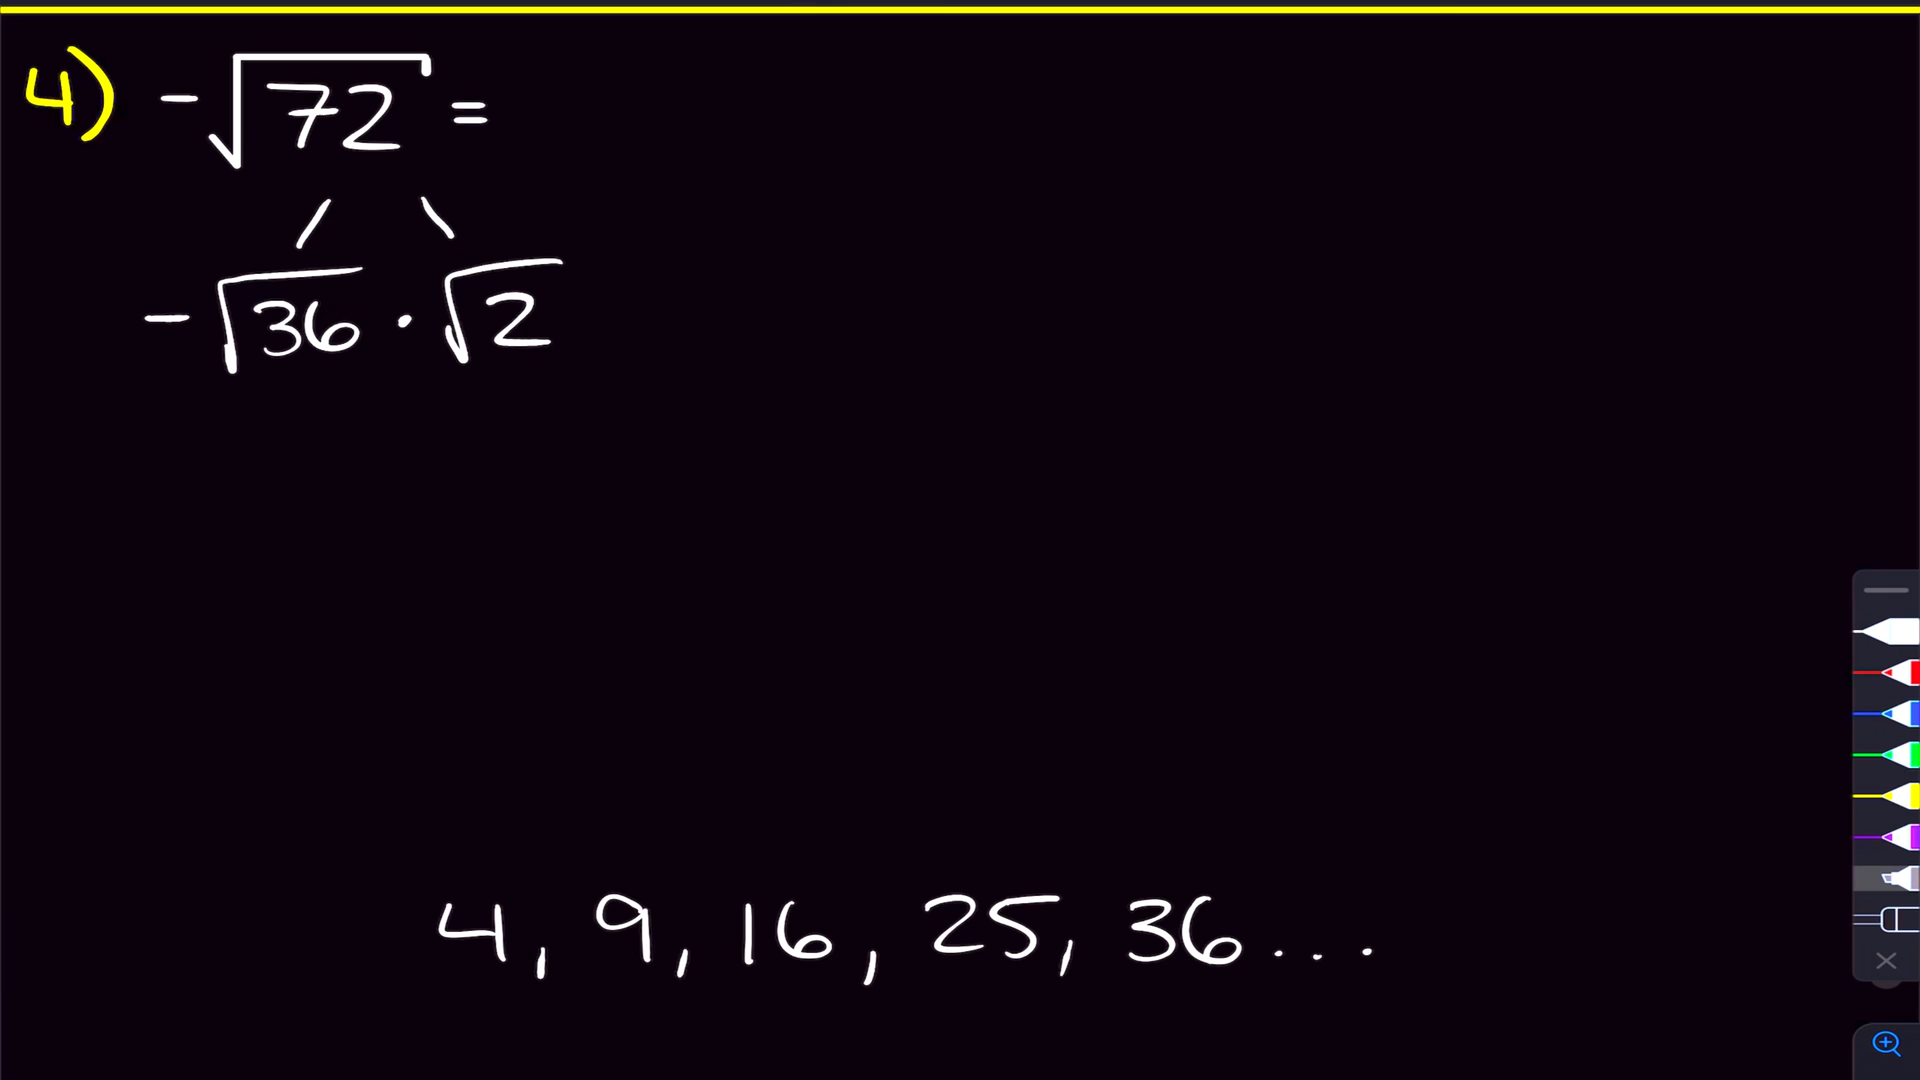 4) -√72 =
-√36 · √2
4, 9, 16, 25, 36...